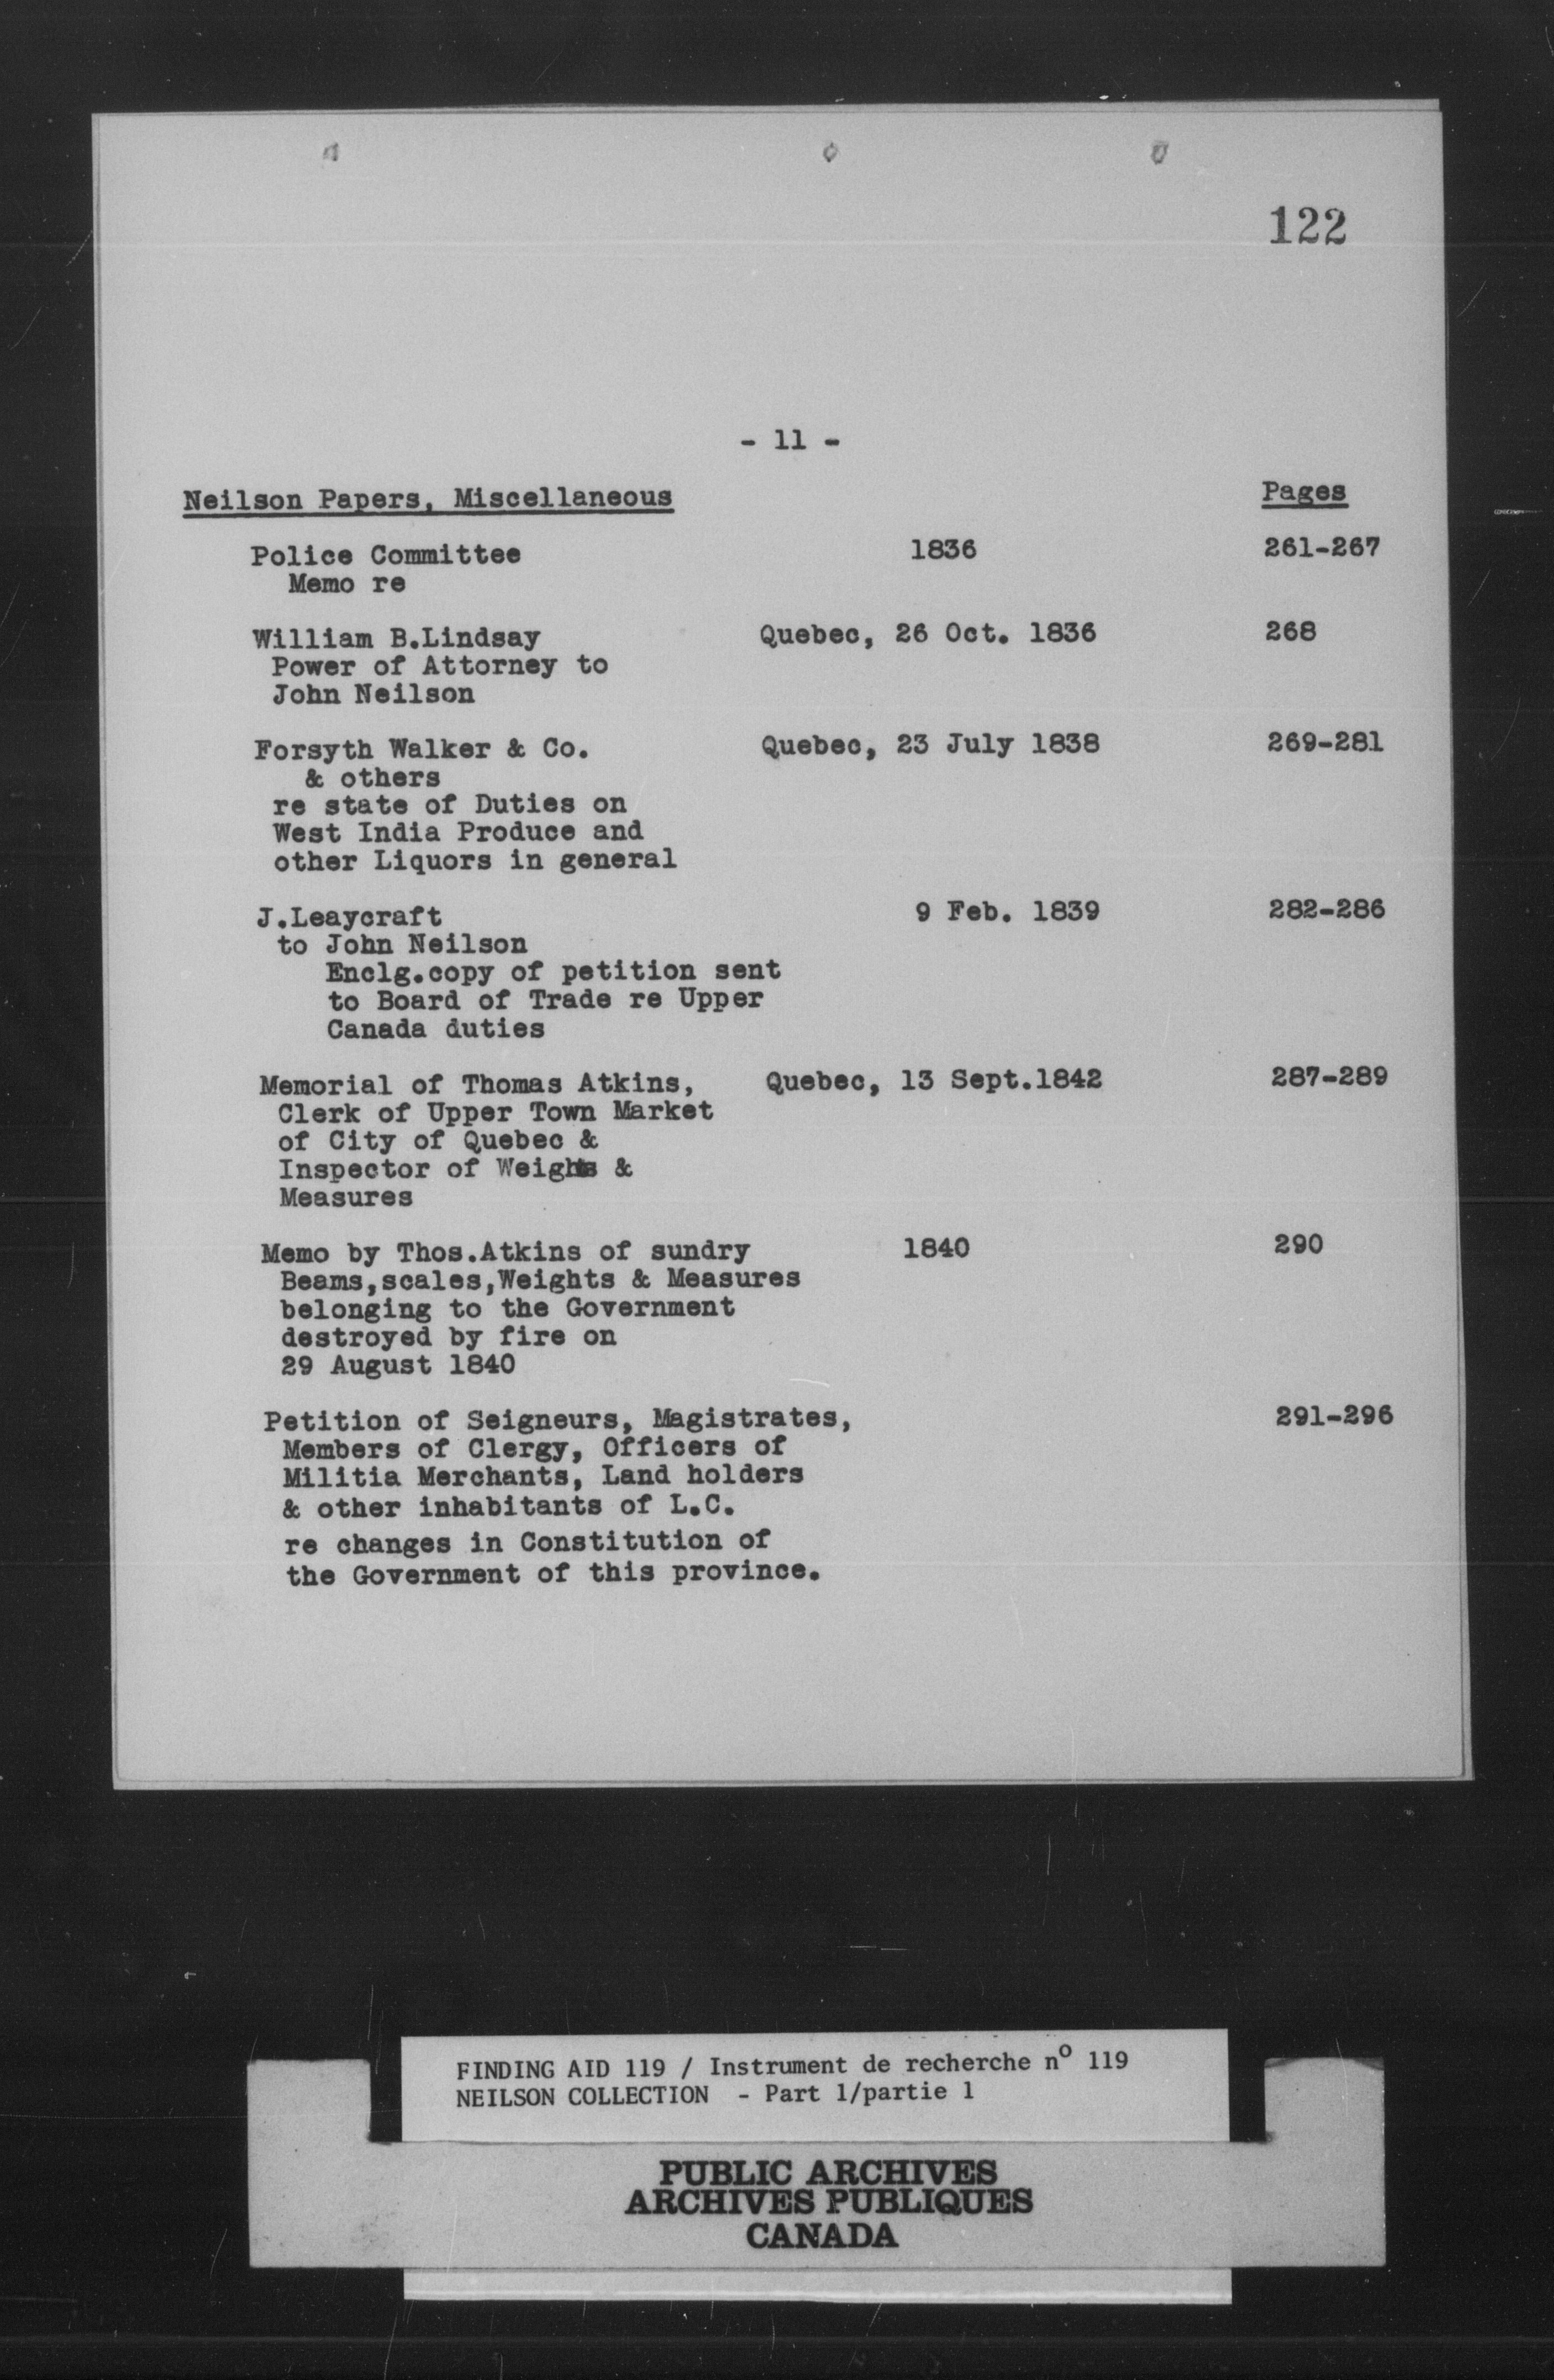 122
- 11 -
Neilson Papers, Miscellaneous Pages
Police Committee 1836 261-267
Memo re
William B.Lindsay Quebec, 26 Oct. 1836 268
Power of Attorney to
John Neilson
Forsyth Walker & Co. Quebec, 23 July 1838 269-281
& others
re state of Duties on
West India Produce and
other Liquors in general
J.Leaycraft 9 Feb. 1839 282-286
to John Neilson
Enclg.copy of petition sent
to Board of Trade re Upper
Canada duties
Memorial of Thomas Atkins, Quebec, 13 Sept.1842 287-289
Clerk of Upper Town Market
of City of Quebec &
Inspector of Weights &
Measures
Memo by Thos.Atkins of sundry 1840 290
Beams,scales,Weights & Measures
belonging to the Government
destroyed by fire on
29 August 1840
Petition of Seigneurs, Magistrates, 291-296
Members of Clergy, Officers of
Militia Merchants, Land holders
& other inhabitants of L.C.
re changes in Constitution of
the Government of this province.
FINDING AID 119 / Instrument de recherche nº 119
NEILSON COLLECTION - Part 1/partie 1
PUBLIC ARCHIVES
ARCHIVES PUBLIQUES
CANADA